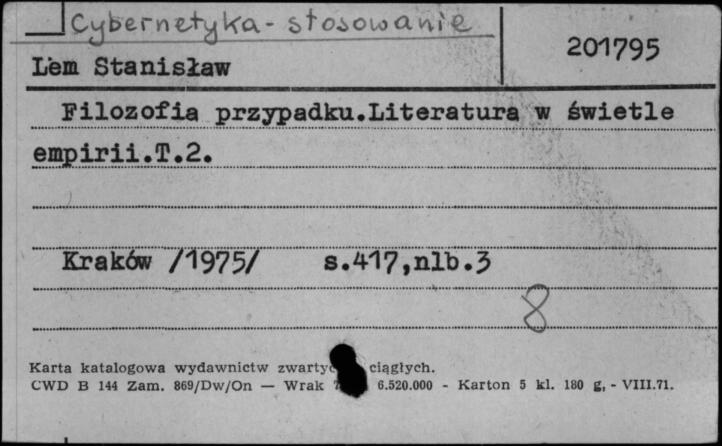 Cybernetyka - stosowanie
201795
Lem Stanisław
Filozofia przypadku.Literatura w świetle
empirii.T.2.
Kraków /1975/ s.417,nlb.3
8
Karta katalogowa wydawnictw ciągłych.
CWD B 144 Zam. 869/Dw/On — Wrak 6.520.000 - Karton 5 kl. 180 g, - VIII.71.